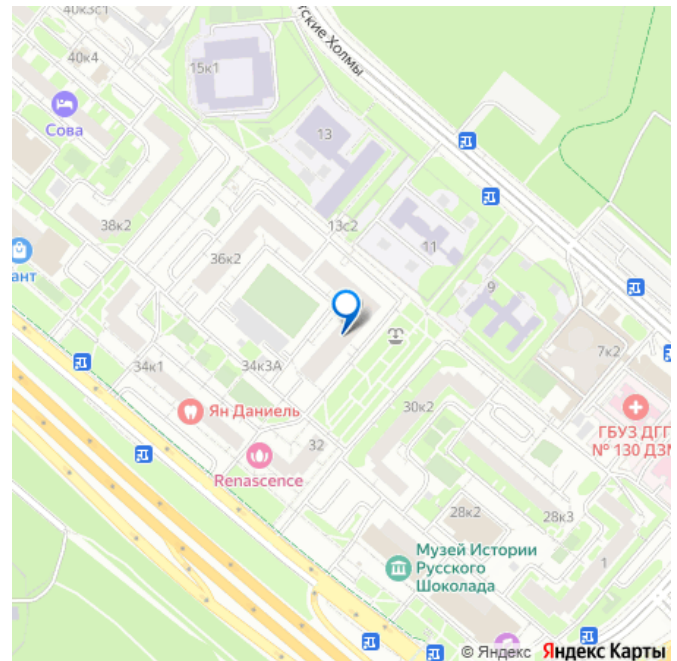 40к3с1
ские Холмы
40к4
15к1
Сова
13
38к2
13с2
36к2
11
ант
9
7к2
34к1
34к3А
Ян Даниель
30к2
ГБУЗ ДГП
№ 130 ДЗМ
32
Renascence
28к2
28к3
Музей Истории
Русского
Шоколада
1
© Яндекс Яндекс Карты